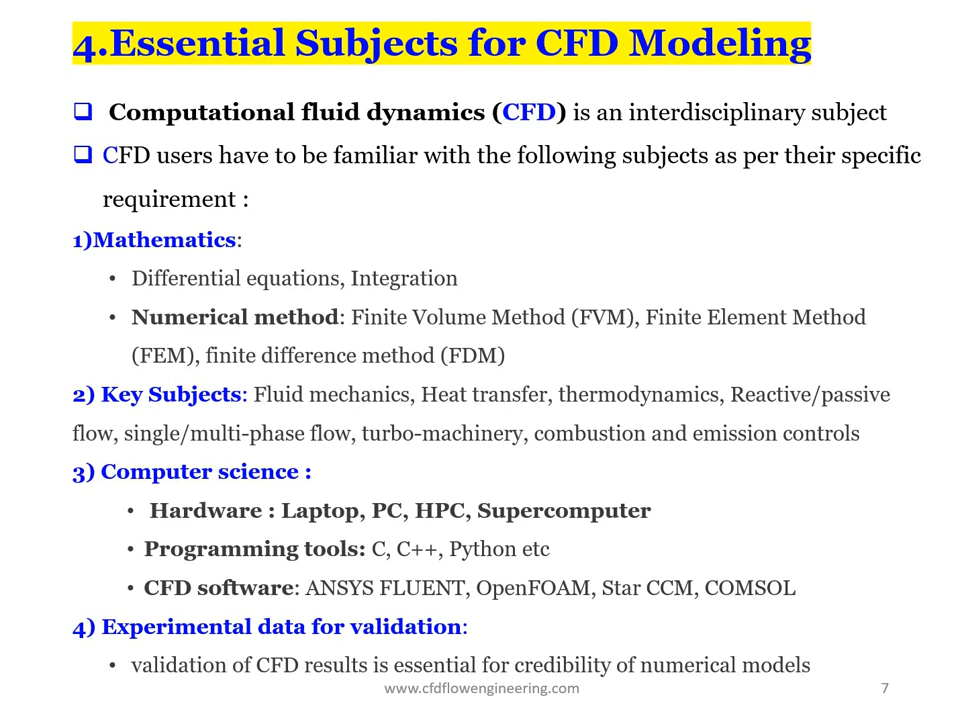 4.Essential Subjects for CFD Modeling
❑ Computational fluid dynamics (CFD) is an interdisciplinary subject
❑ CFD users have to be familiar with the following subjects as per their specific
requirement :
1)Mathematics:
• Differential equations, Integration
• Numerical method: Finite Volume Method (FVM), Finite Element Method
(FEM), finite difference method (FDM)
2) Key Subjects: Fluid mechanics, Heat transfer, thermodynamics, Reactive/passive
flow, single/multi-phase flow, turbo-machinery, combustion and emission controls
3) Computer science :
• Hardware : Laptop, PC, HPC, Supercomputer
• Programming tools: C, C++, Python etc
• CFD software: ANSYS FLUENT, OpenFOAM, Star CCM, COMSOL
4) Experimental data for validation:
• validation of CFD results is essential for credibility of numerical models
www.cfdflowengineering.com 7